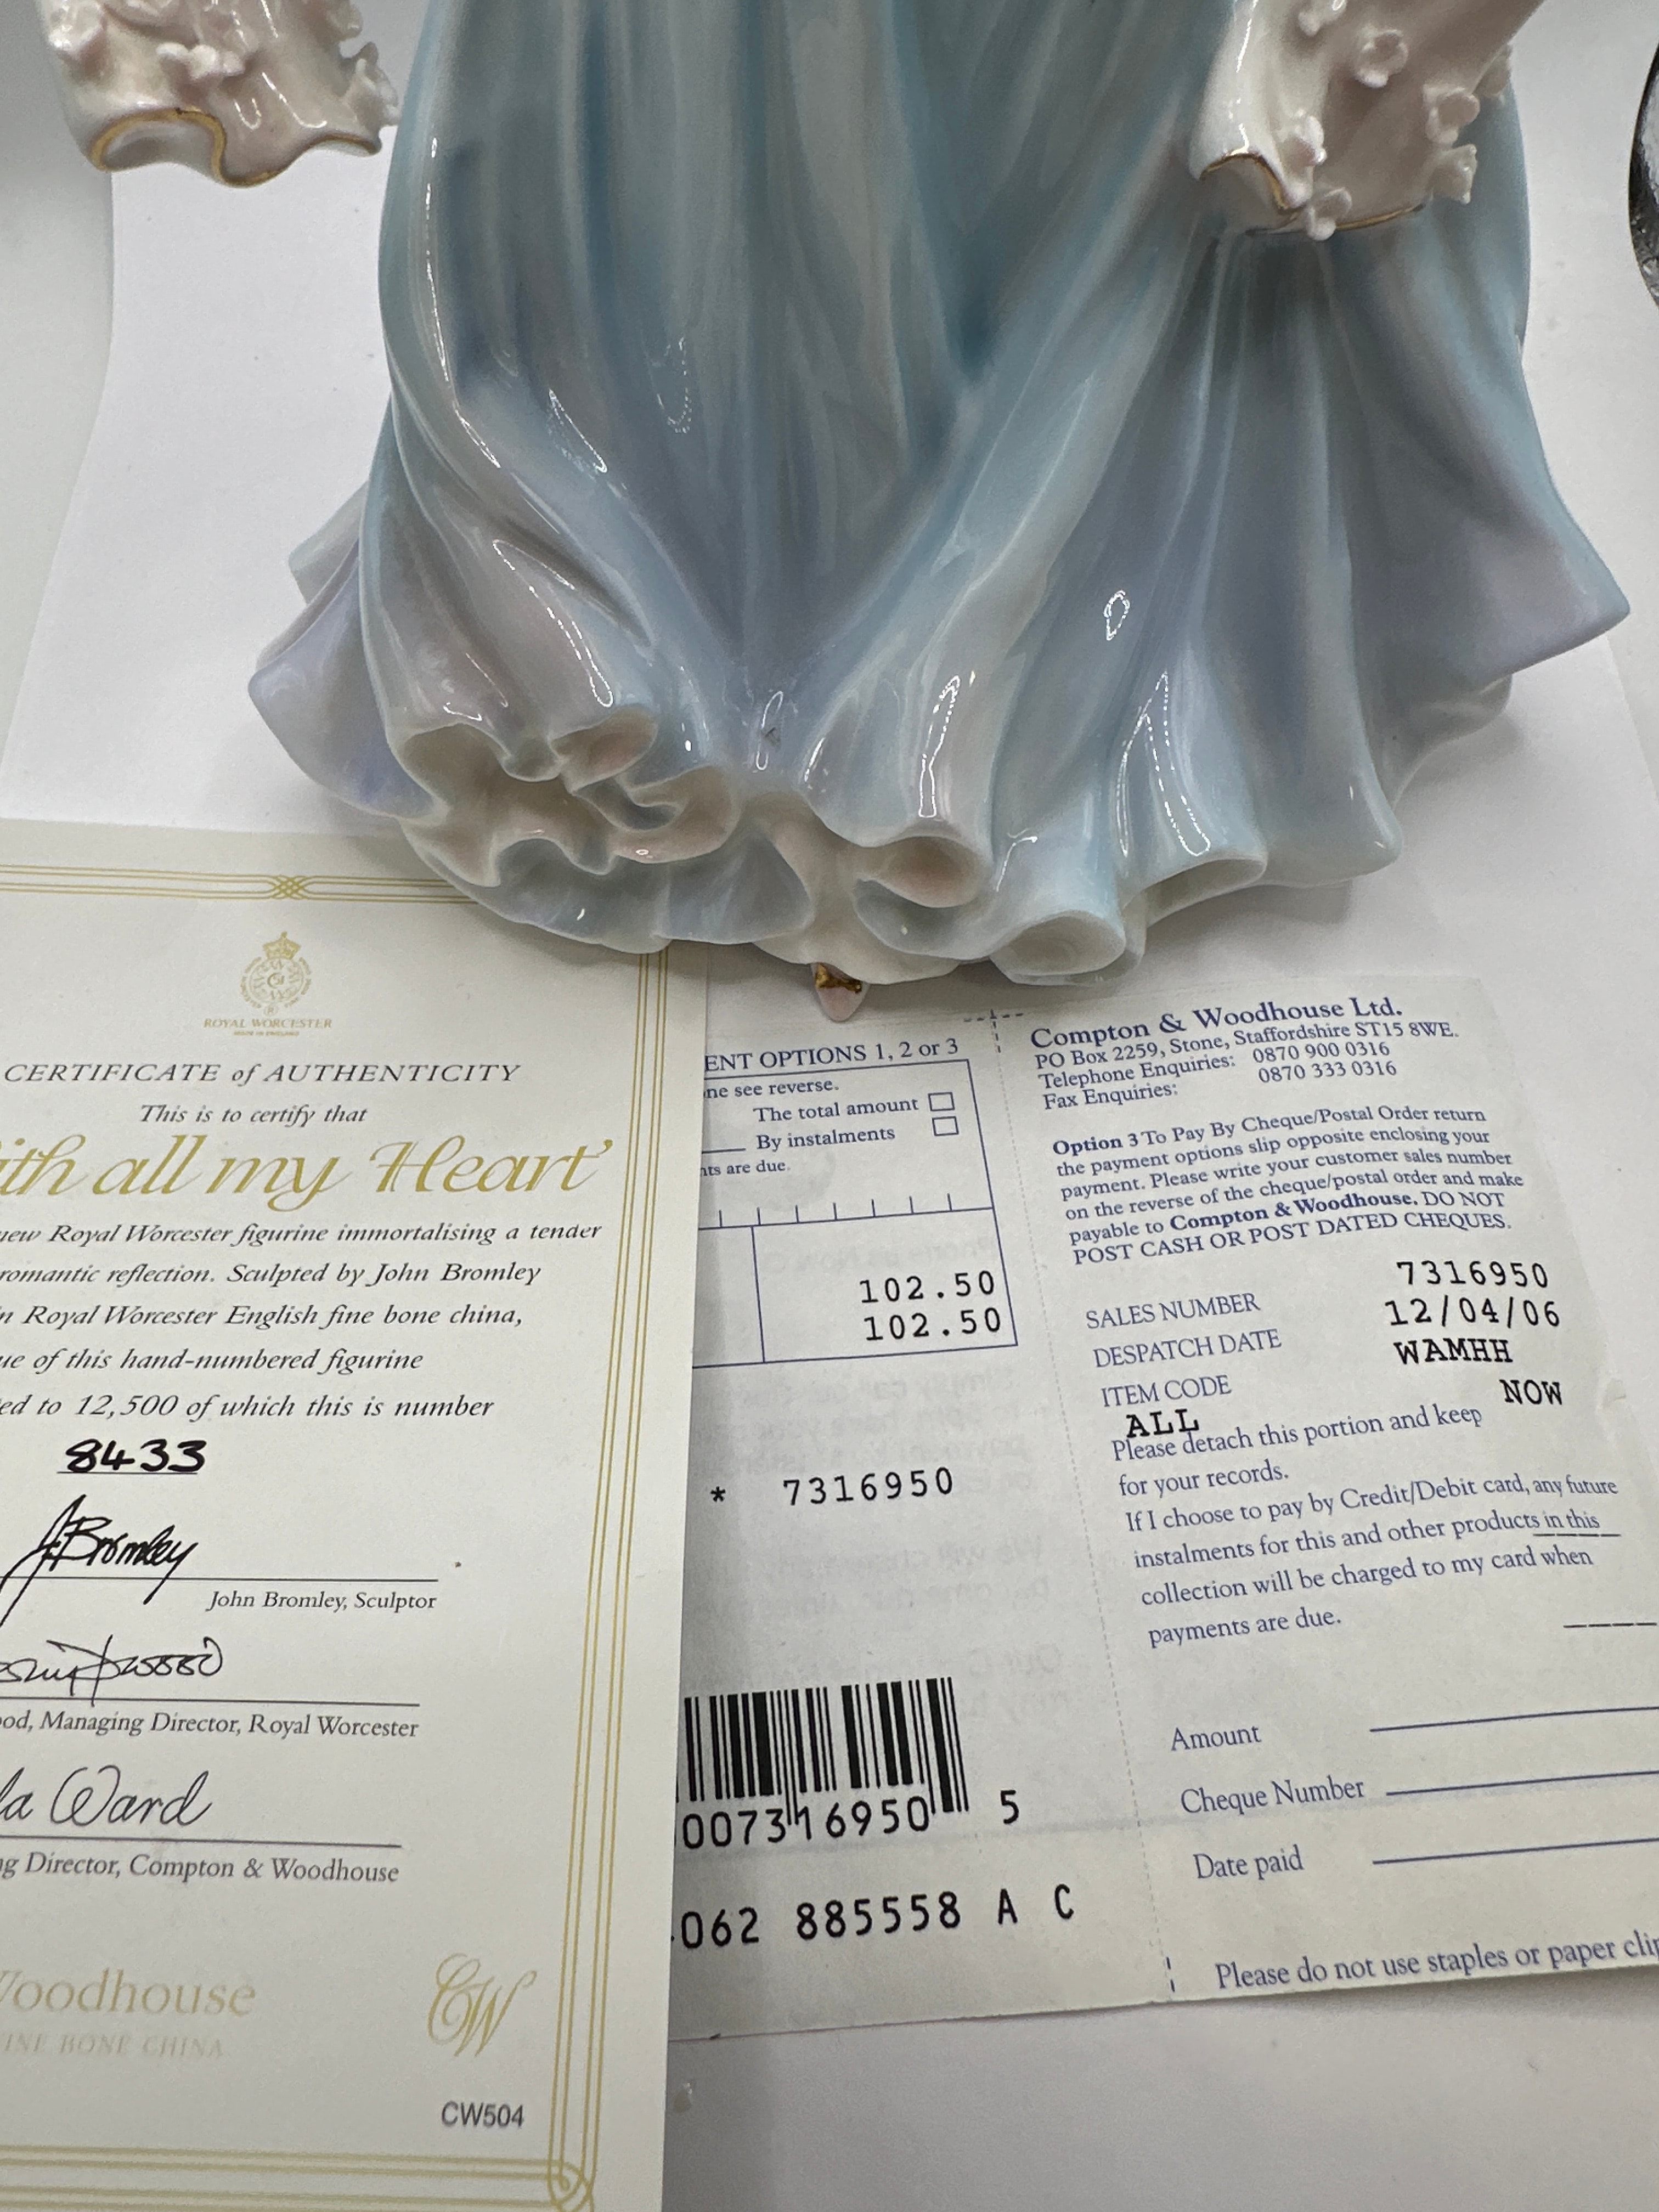 ROYAL WORCESTER
MADE IN ENGLAND
CERTIFICATE of AUTHENTICITY
This is to certify that
ith all my Heart
new Royal Worcester figurine immortalising a tender
romantic reflection. Sculpted by John Bromley
n Royal Worcester English fine bone china,
ue of this hand-numbered figurine
ed to 12,500 of which this is number
8433
J. Bromley
John Bromley, Sculptor
ood, Managing Director, Royal Worcester
la Ward
ng Director, Compton & Woodhouse
Woodhouse
FINE BONE CHINA
CW
CW504
ENT OPTIONS 1, 2 or 3
ne see reverse.
The total amount
By instalments
nts are due.
102.50
102.50
* 7316950
007316950 5
062 885558 A C
Compton & Woodhouse Ltd.
PO Box 2259, Stone, Staffordshire ST15 8WE.
Telephone Enquiries: 0870 900 0316
Fax Enquiries: 0870 333 0316
Option 3 To Pay By Cheque/Postal Order return
the payment options slip opposite enclosing your
payment. Please write your customer sales number
on the reverse of the cheque/postal order and make
payable to Compton & Woodhouse. DO NOT
POST CASH OR POST DATED CHEQUES.
SALES NUMBER 7316950
DESPATCH DATE 12/04/06
ITEM CODE WAMHH
ALL NOW
Please detach this portion and keep
for your records.
If I choose to pay by Credit/Debit card, any future
instalments for this and other products in this
collection will be charged to my card when
payments are due.
Amount
Cheque Number
Date paid
Please do not use staples or paper clip